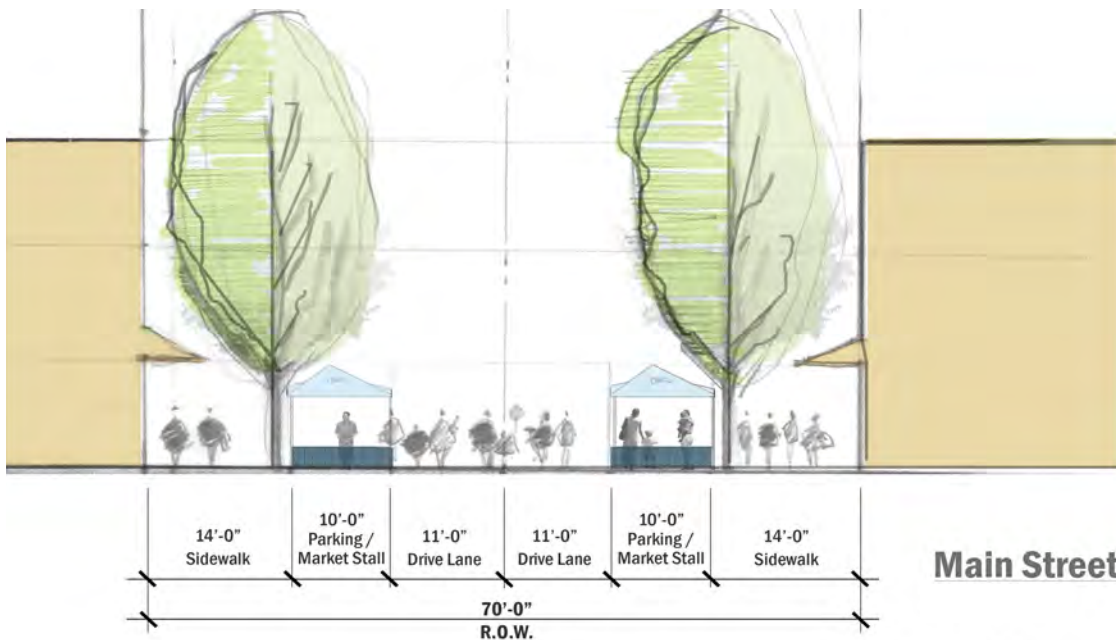 14'-0"
Sidewalk
10'-0"
Parking /
Market Stall
11'-0"
Drive Lane
11'-0"
Drive Lane
10'-0"
Parking /
Market Stall
14'-0"
Sidewalk
Main Street
70'-0"
R.O.W.